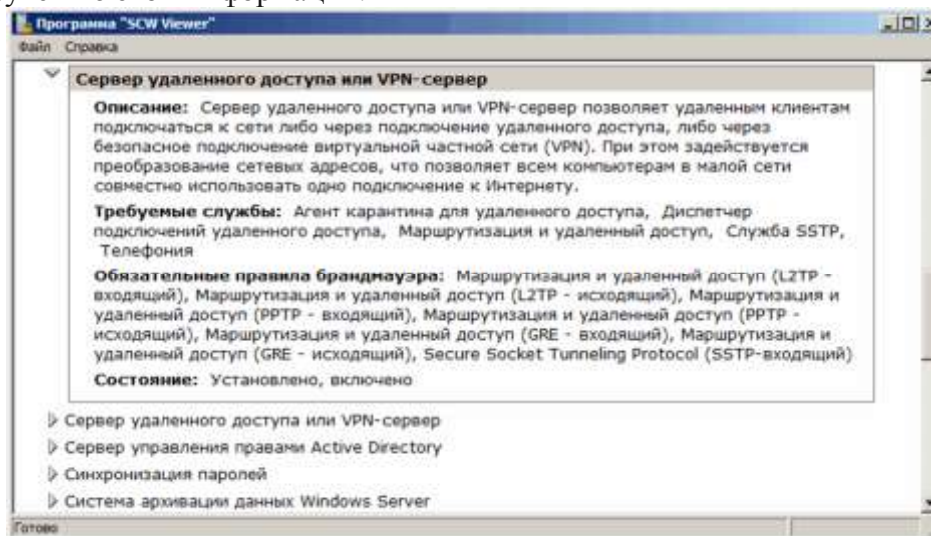 Программа "SCW Viewer"
Файл Справка
Сервер удаленного доступа или VPN-сервер
Описание: Сервер удаленного доступа или VPN-сервер позволяет удаленным клиентам
подключаться к сети либо через подключение удаленного доступа, либо через
безопасное подключение виртуальной частной сети (VPN). При этом задействуется
преобразование сетевых адресов, что позволяет всем компьютерам в малой сети
совместно использовать одно подключение к Интернету.
Требуемые службы: Агент карантина для удаленного доступа, Диспетчер
подключений удаленного доступа, Маршрутизация и удаленный доступ, Служба SSTP,
Телефония
Обязательные правила брандмауэра: Маршрутизация и удаленный доступ (L2TP -
входящий), Маршрутизация и удаленный доступ (L2TP - исходящий), Маршрутизация и
удаленный доступ (PPTP - входящий), Маршрутизация и удаленный доступ (PPTP -
исходящий), Маршрутизация и удаленный доступ (GRE - входящий), Маршрутизация и
удаленный доступ (GRE - исходящий), Secure Socket Tunneling Protocol (SSTP-входящий)
Состояние: Установлено, включено
Сервер удаленного доступа или VPN-сервер
Сервер управления правами Active Directory
Синхронизация паролей
Система архивации данных Windows Server
Готово